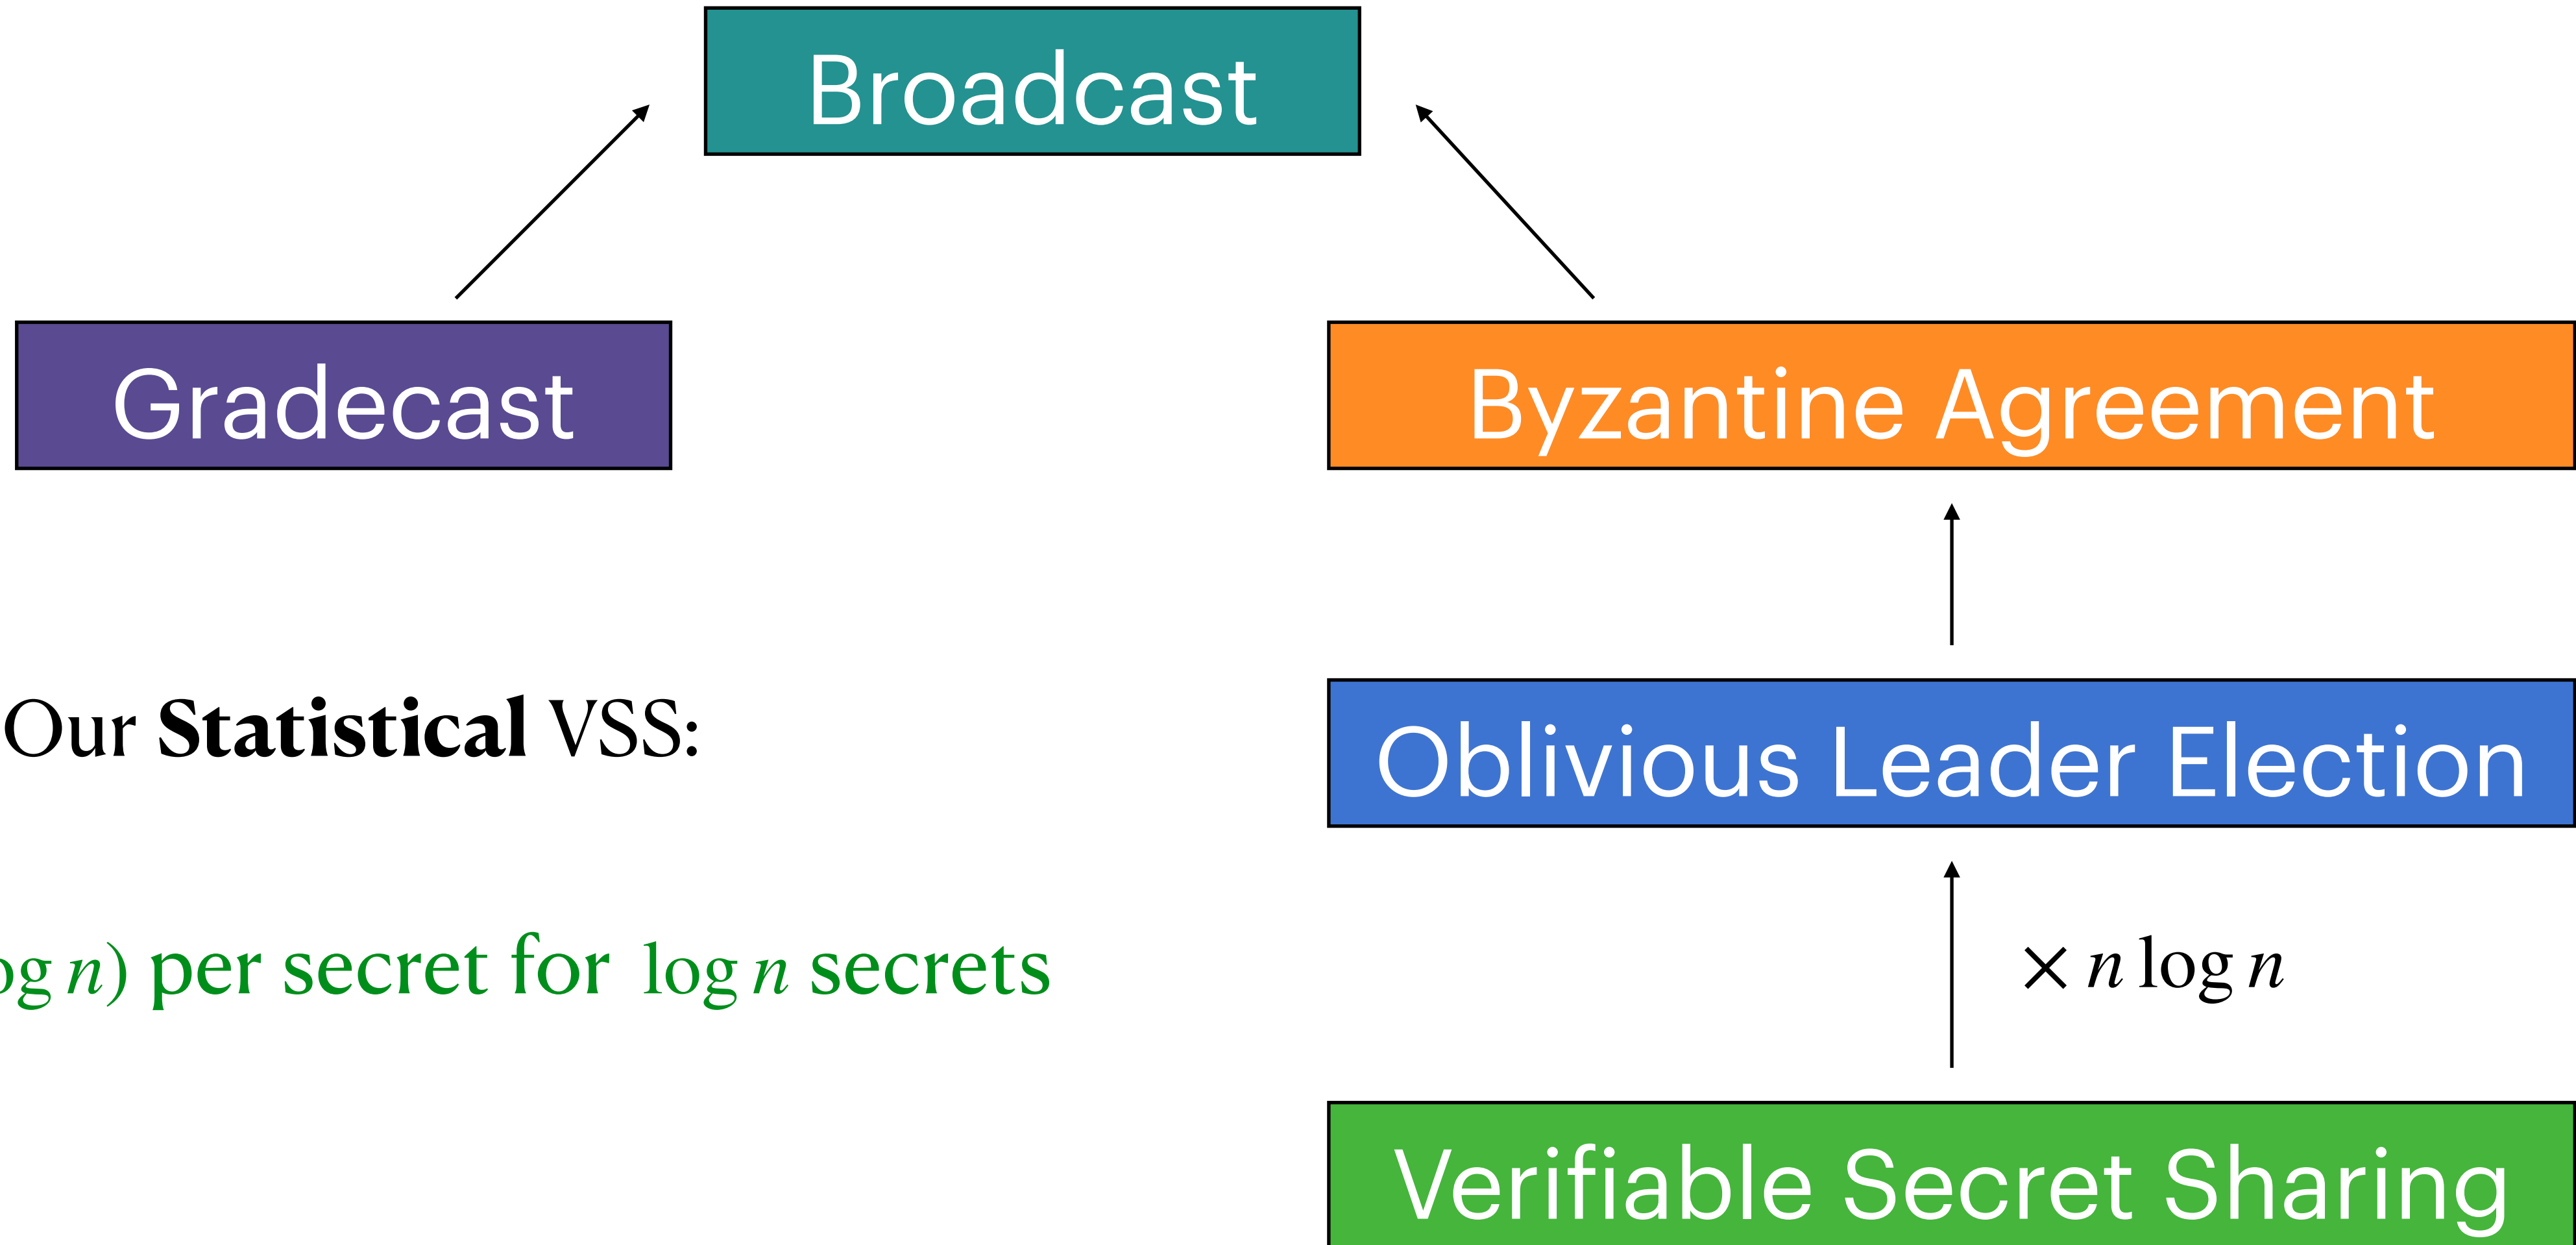 Broadcast
Gradecast
Byzantine Agreement
Our Statistical VSS:
Oblivious Leader Election
n) per secret for log n secrets
× n log n
Verifiable Secret Sharing